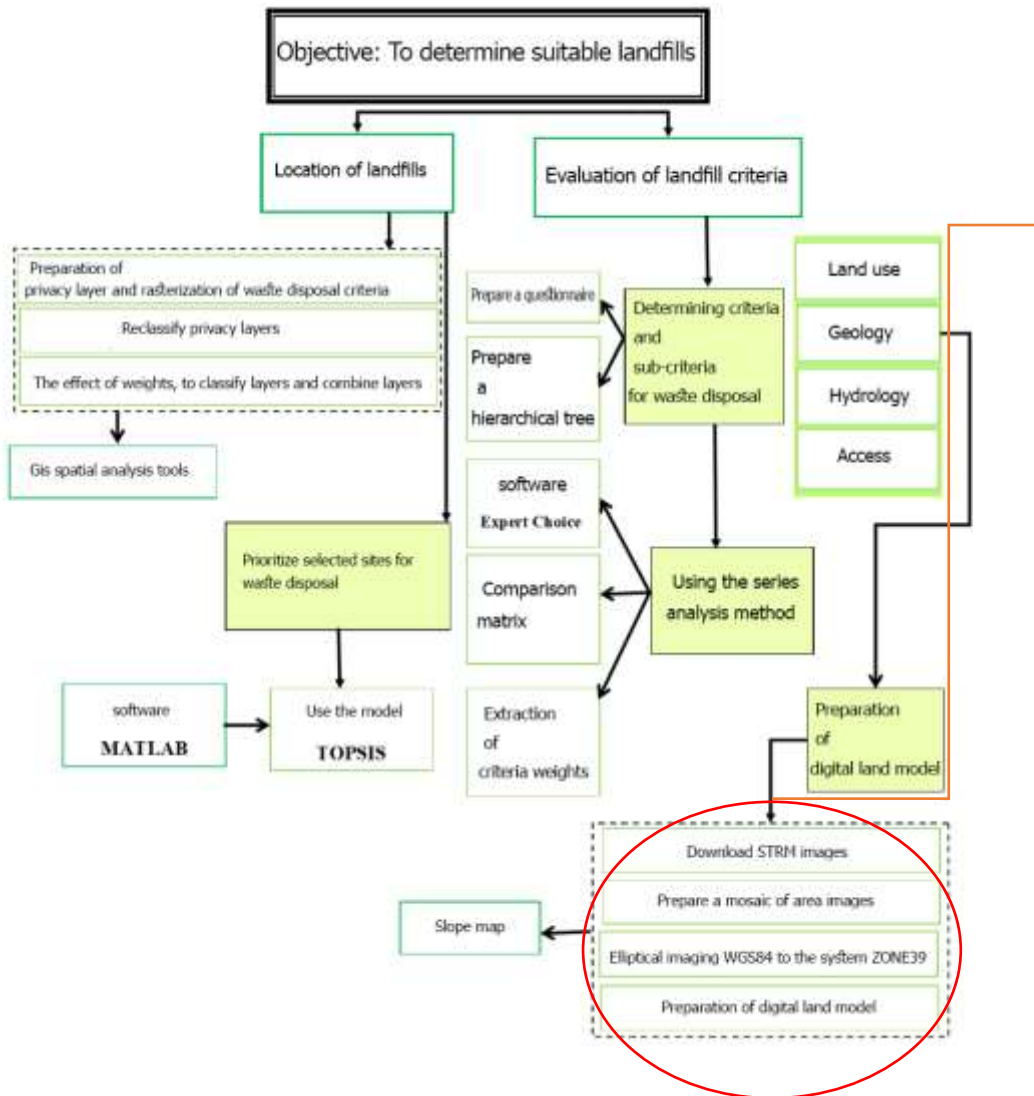 Objective: To determine suitable landfills
Location of landfills
Evaluation of landfill criteria
Preparation of
privacy layer and rasterization of waste disposal criteria
Reclassify privacy layers
The effect of weights, to classify layers and combine layers
Gis spatial analysis tools
Prioritize selected sites for
waste disposal
software
MATLAB
Use the model
TOPSIS
Prepare a questionnaire
Prepare
a
hierarchical tree
Determining criteria
and
sub-criteria
for waste disposal
software
Expert Choice
Comparison
matrix
Extraction
of
criteria weights
Using the series
analysis method
Land use
Geology
Hydrology
Access
Preparation
of
digital land model
Download STRM images
Prepare a mosaic of area images
Elliptical imaging WGS84 to the system ZONE39
Preparation of digital land model
Slope map